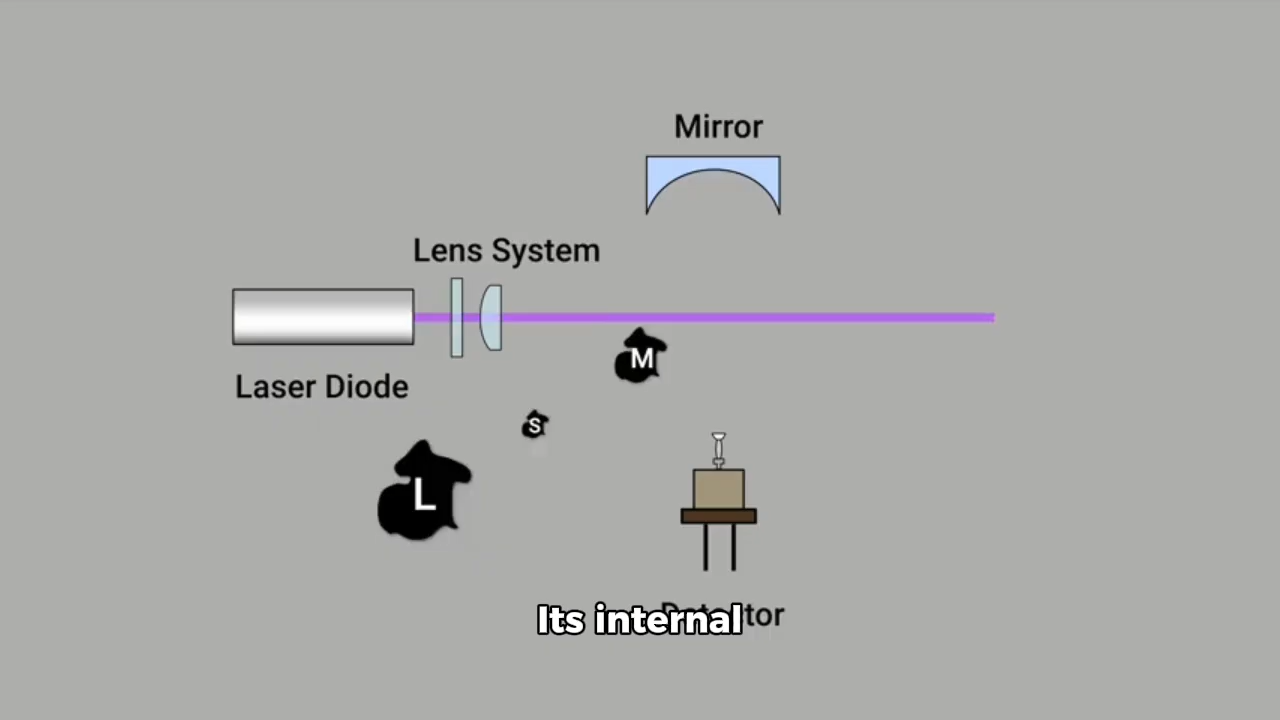 Mirror
Lens System
Laser Diode
M
S
L
Its internal